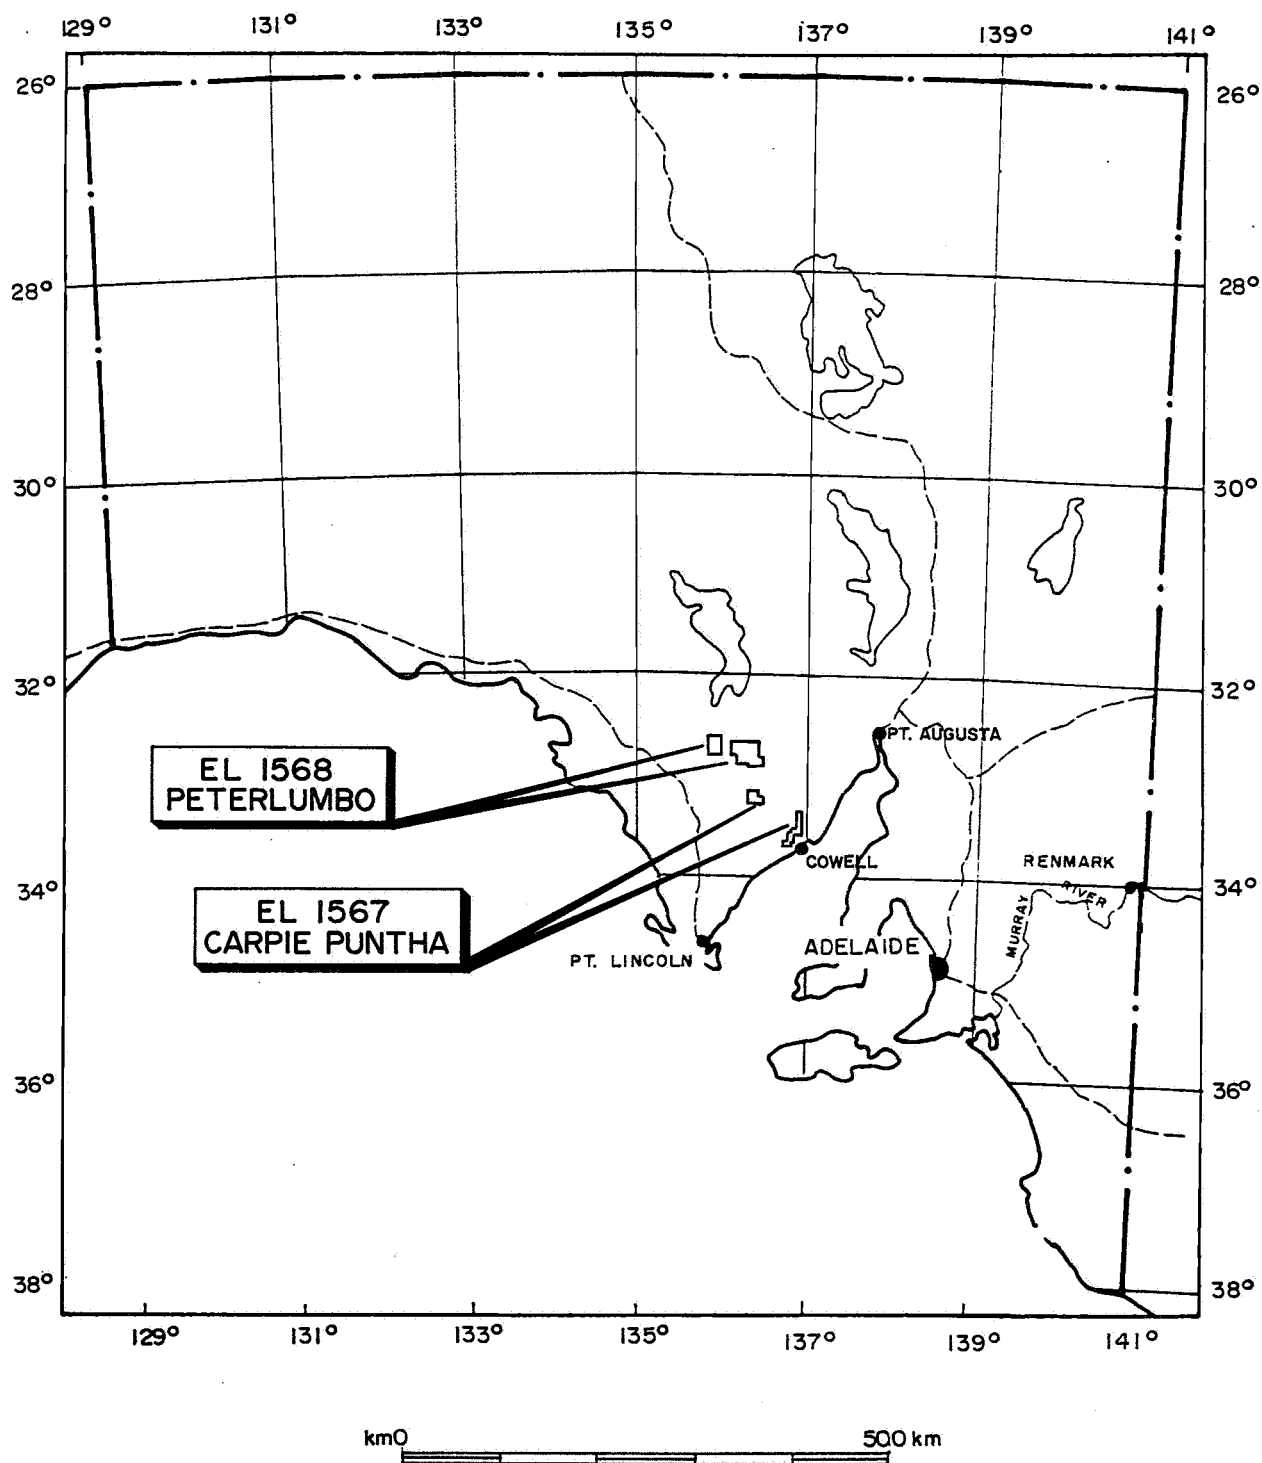 129° 131° 133° 135° 137° 139° 141°
26° 26°
28° 28°
30° 30°
32° 32°
PT. AUGUSTA
EL 1568
PETERLUMBO
COWELL
RENMARK
34° 34°
RIVER
MURRAY
EL 1567
CARPIE PUNTHA
ADELAIDE
PT. LINCOLN
36° 36°
38° 38°
129° 131° 133° 135° 137° 139° 141°
km0 500 km